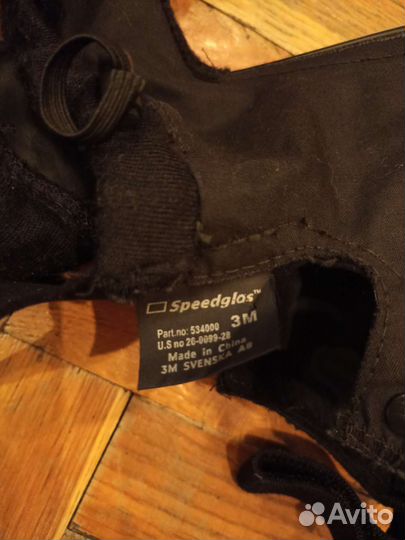 Speedglas™
3M
Part.no: 534000
U.S no 26-0099-28
Made in China
3M SVENSKA AB
Avito